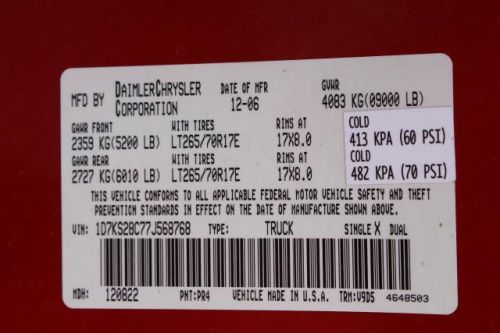 MFD BY DAIMLERCHRYSLER CORPORATION DATE OF MFR 12-06 GVWR 4083 KG(09000 LB)
GAWR FRONT WITH TIRES RIMS AT COLD
2359 KG(5200 LB) LT265/70R17E 17X8.0 413 KPA (60 PSI)
GAWR REAR WITH TIRES RIMS AT COLD
2727 KG(6010 LB) LT265/70R17E 17X8.0 482 KPA (70 PSI)
THIS VEHICLE CONFORMS TO ALL APPLICABLE FEDERAL MOTOR VEHICLE SAFETY AND THEFT
PREVENTION STANDARDS IN EFFECT ON THE DATE OF MANUFACTURE SHOWN ABOVE.
VIN: 1D7KS28C77J568768 TYPE: TRUCK SINGLE X DUAL
MDH: 120822 PNT:PR4 VEHICLE MADE IN U.S.A. TRM:V9D5 4648503